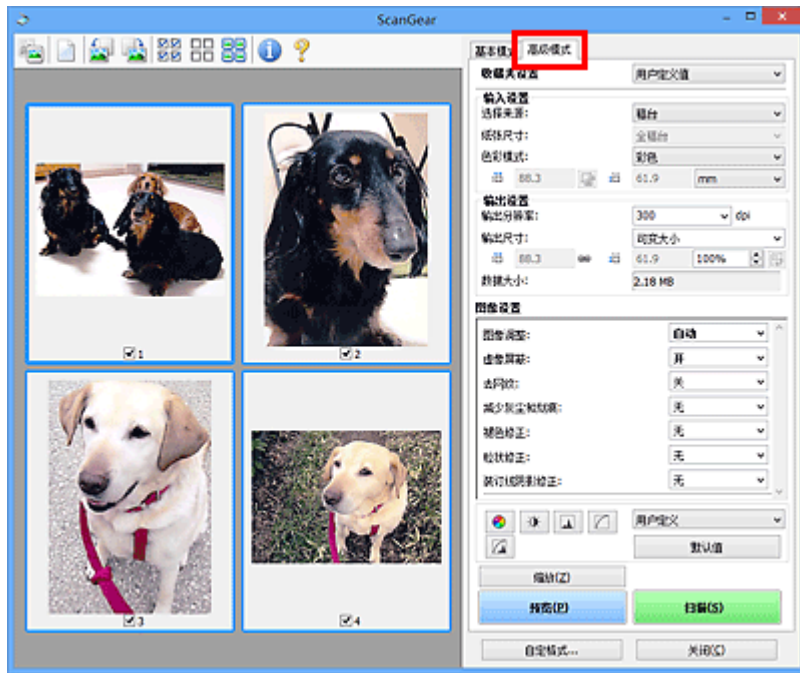 ScanGear
基本模式 高级模式
收藏夹设置 用户定义值
输入设置
选择来源: 稿台
纸张尺寸: 全稿台
色彩模式: 彩色
88.3 61.9 mm
输出设置
输出分辨率: 300 dpi
输出尺寸: 可变大小
88.3 61.9 100%
数据大小: 2.18 MB
图像设置
图像调整: 自动
虚像屏蔽: 开
去网纹: 关
减少灰尘和划痕: 无
褪色修正: 无
粒状修正: 无
装订线阴影修正: 无
用户定义
默认值
缩放(Z)
预览(P) 扫描(S)
自定模式... 关闭(C)
1
2
3
4